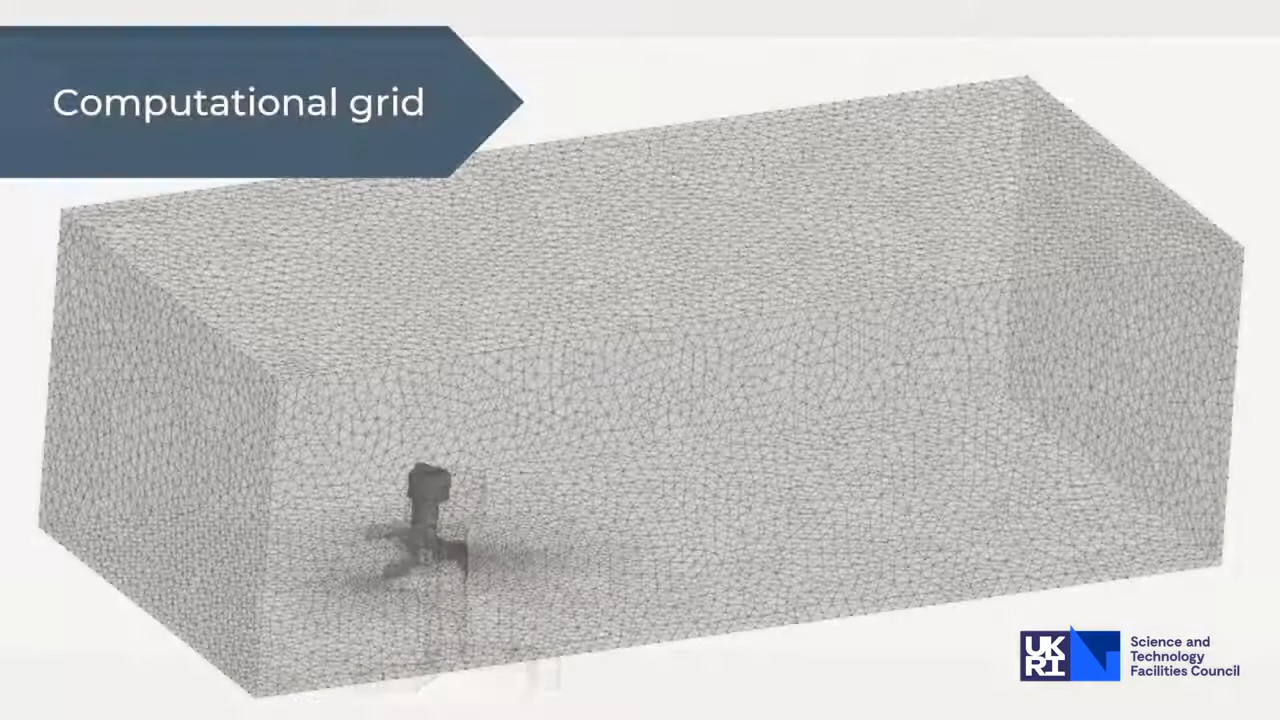 Computational grid
UK
RI
Science and
Technology
Facilities Council